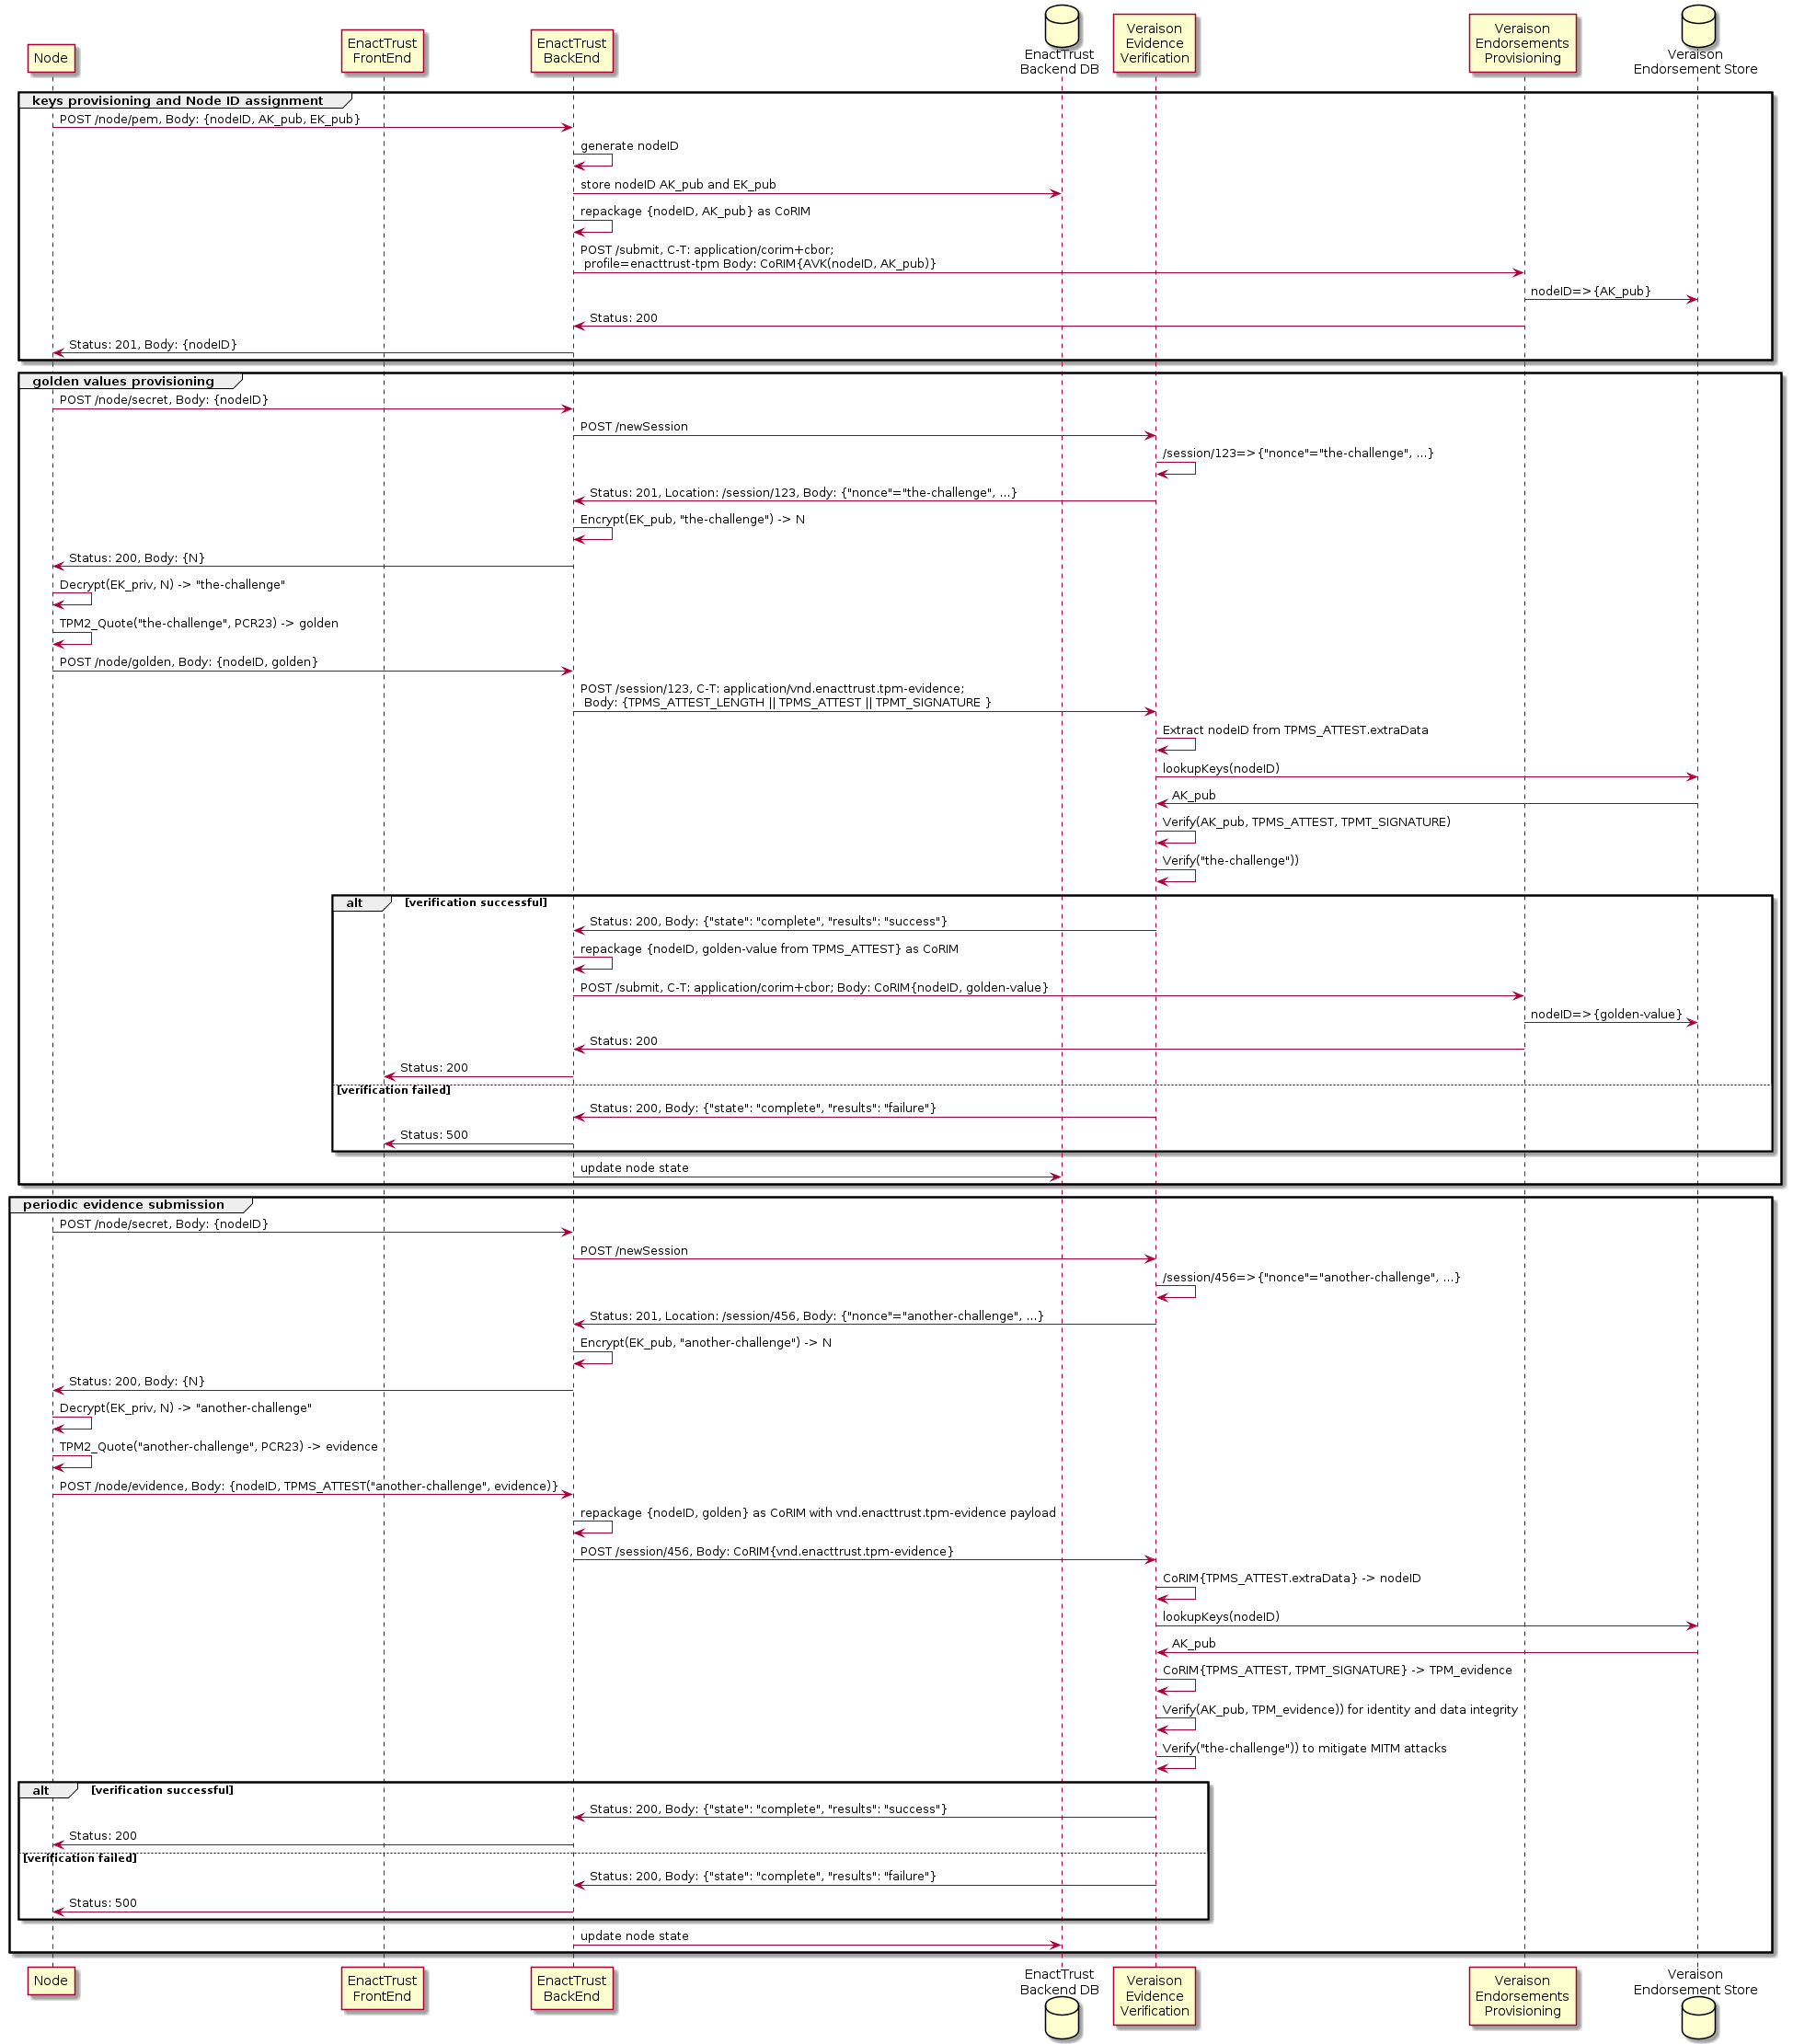 Node
EnactTrust
FrontEnd
EnactTrust
BackEnd
EnactTrust
Backend DB
Veraison
Evidence
Verification
Veraison
Endorsements
Provisioning
Veraison
Endorsement Store
keys provisioning and Node ID assignment
POST /node/pem, Body: {nodeID, AK_pub, EK_pub}
generate nodeID
store nodeID AK_pub and EK_pub
repackage {nodeID, AK_pub} as CoRIM
POST /submit, C-T: application/corim+cbor;
profile=enacttrust-tpm Body: CoRIM{AVK(nodeID, AK_pub)}
nodeID=>{AK_pub}
Status: 200
Status: 201, Body: {nodeID}
golden values provisioning
POST /node/secret, Body: {nodeID}
POST /newSession
/session/123=>{"nonce"="the-challenge", ...}
Status: 201, Location: /session/123, Body: {"nonce"="the-challenge", ...}
Encrypt(EK_pub, "the-challenge") -> N
Status: 200, Body: {N}
Decrypt(EK_priv, N) -> "the-challenge"
TPM2_Quote("the-challenge", PCR23) -> golden
POST /node/golden, Body: {nodeID, golden}
POST /session/123, C-T: application/vnd.enacttrust.tpm-evidence;
Body: {TPMS_ATTEST_LENGTH || TPMS_ATTEST || TPMT_SIGNATURE }
Extract nodeID from TPMS_ATTEST.extraData
lookupKeys(nodeID)
AK_pub
Verify(AK_pub, TPMS_ATTEST, TPMT_SIGNATURE)
Verify("the-challenge"))
alt [verification successful]
Status: 200, Body: {"state": "complete", "results": "success"}
repackage {nodeID, golden-value from TPMS_ATTEST} as CoRIM
POST /submit, C-T: application/corim+cbor; Body: CoRIM{nodeID, golden-value}
nodeID=>{golden-value}
Status: 200
Status: 200
[verification failed]
Status: 200, Body: {"state": "complete", "results": "failure"}
Status: 500
update node state
periodic evidence submission
POST /node/secret, Body: {nodeID}
POST /newSession
/session/456=>{"nonce"="another-challenge", ...}
Status: 201, Location: /session/456, Body: {"nonce"="another-challenge", ...}
Encrypt(EK_pub, "another-challenge") -> N
Status: 200, Body: {N}
Decrypt(EK_priv, N) -> "another-challenge"
TPM2_Quote("another-challenge", PCR23) -> evidence
POST /node/evidence, Body: {nodeID, TPMS_ATTEST("another-challenge", evidence)}
repackage {nodeID, golden} as CoRIM with vnd.enacttrust.tpm-evidence payload
POST /session/456, Body: CoRIM{vnd.enacttrust.tpm-evidence}
CoRIM{TPMS_ATTEST.extraData} -> nodeID
lookupKeys(nodeID)
AK_pub
CoRIM{TPMS_ATTEST, TPMT_SIGNATURE} -> TPM_evidence
Verify(AK_pub, TPM_evidence)) for identity and data integrity
Verify("the-challenge")) to mitigate MITM attacks
alt [verification successful]
Status: 200, Body: {"state": "complete", "results": "success"}
Status: 200
[verification failed]
Status: 200, Body: {"state": "complete", "results": "failure"}
Status: 500
update node state
Node
EnactTrust
FrontEnd
EnactTrust
BackEnd
EnactTrust
Backend DB
Veraison
Evidence
Verification
Veraison
Endorsements
Provisioning
Veraison
Endorsement Store